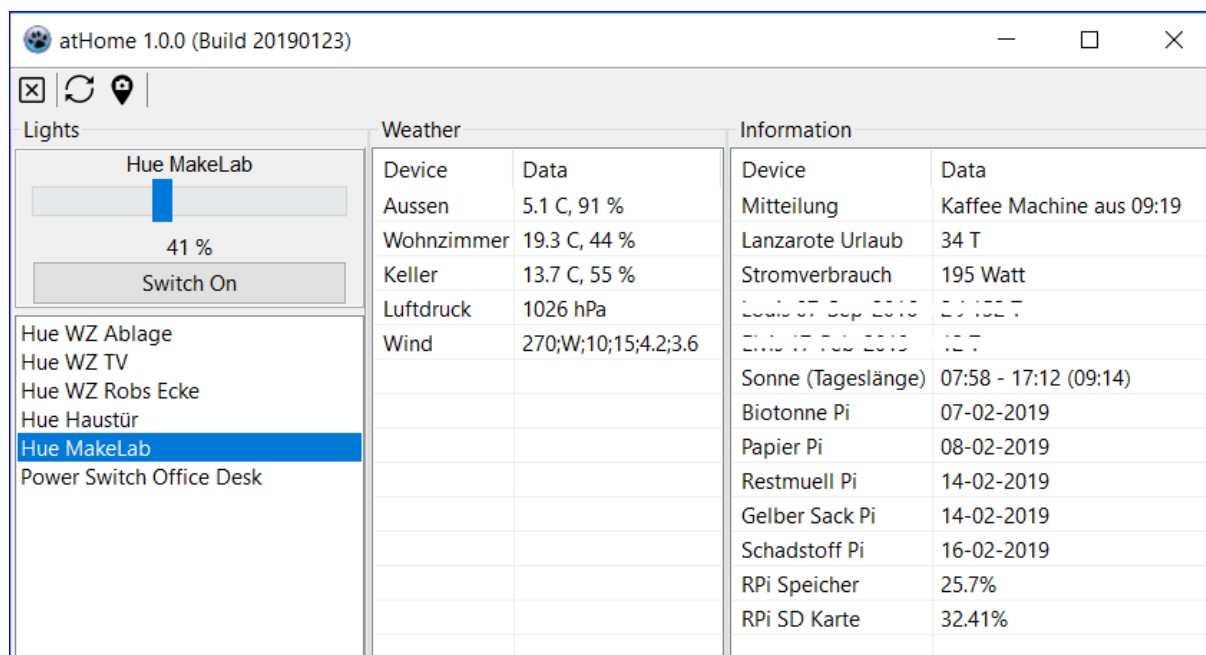 atHome 1.0.0 (Build 20190123)
Lights
Hue MakeLab
41 %
Switch On
Hue WZ Ablage
Hue WZ TV
Hue WZ Robs Ecke
Hue Haustür
Hue MakeLab
Power Switch Office Desk
Weather
Device Data
Aussen 5.1 C, 91 %
Wohnzimmer 19.3 C, 44 %
Keller 13.7 C, 55 %
Luftdruck 1026 hPa
Wind 270;W;10;15;4.2;3.6
Information
Device Data
Mitteilung Kaffee Machine aus 09:19
Lanzarote Urlaub 34 T
Stromverbrauch 195 Watt
Sonne (Tageslänge) 07:58 - 17:12 (09:14)
Biotonne Pi 07-02-2019
Papier Pi 08-02-2019
Restmuell Pi 14-02-2019
Gelber Sack Pi 14-02-2019
Schadstoff Pi 16-02-2019
RPi Speicher 25.7%
RPi SD Karte 32.41%